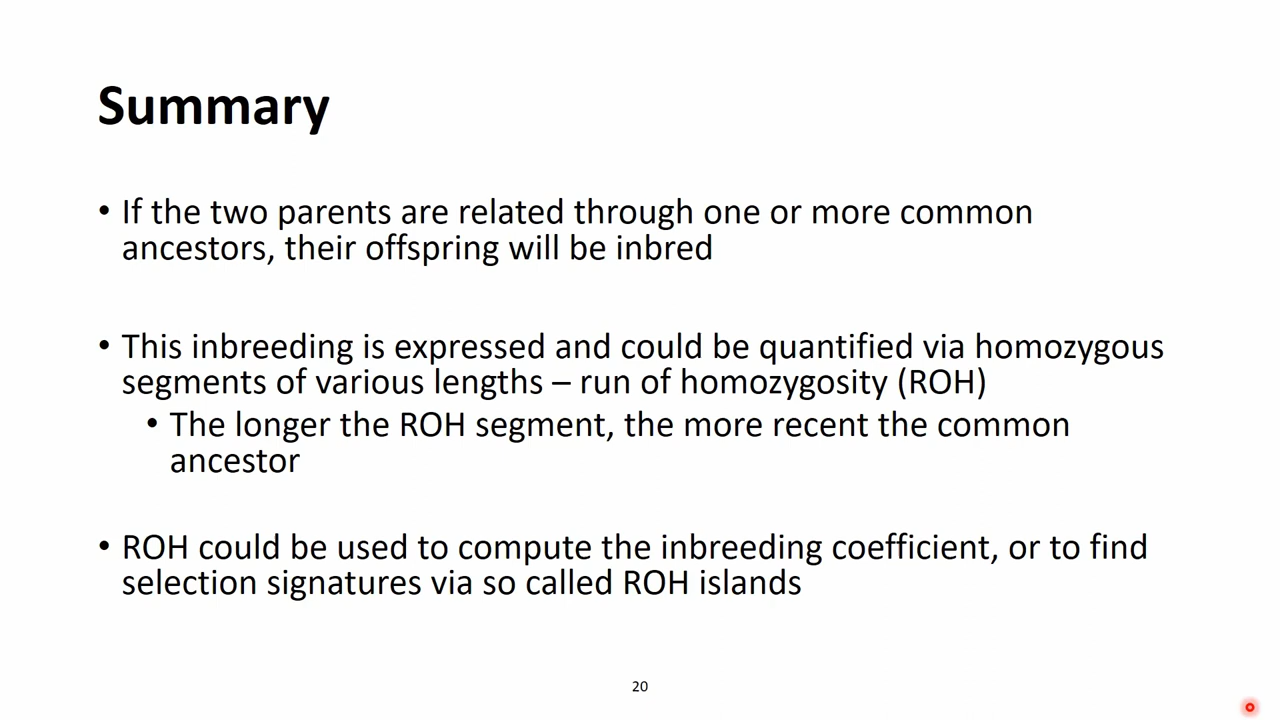 Summary
• If the two parents are related through one or more common
ancestors, their offspring will be inbred
• This inbreeding is expressed and could be quantified via homozygous
segments of various lengths – run of homozygosity (ROH)
• The longer the ROH segment, the more recent the common
ancestor
• ROH could be used to compute the inbreeding coefficient, or to find
selection signatures via so called ROH islands
20